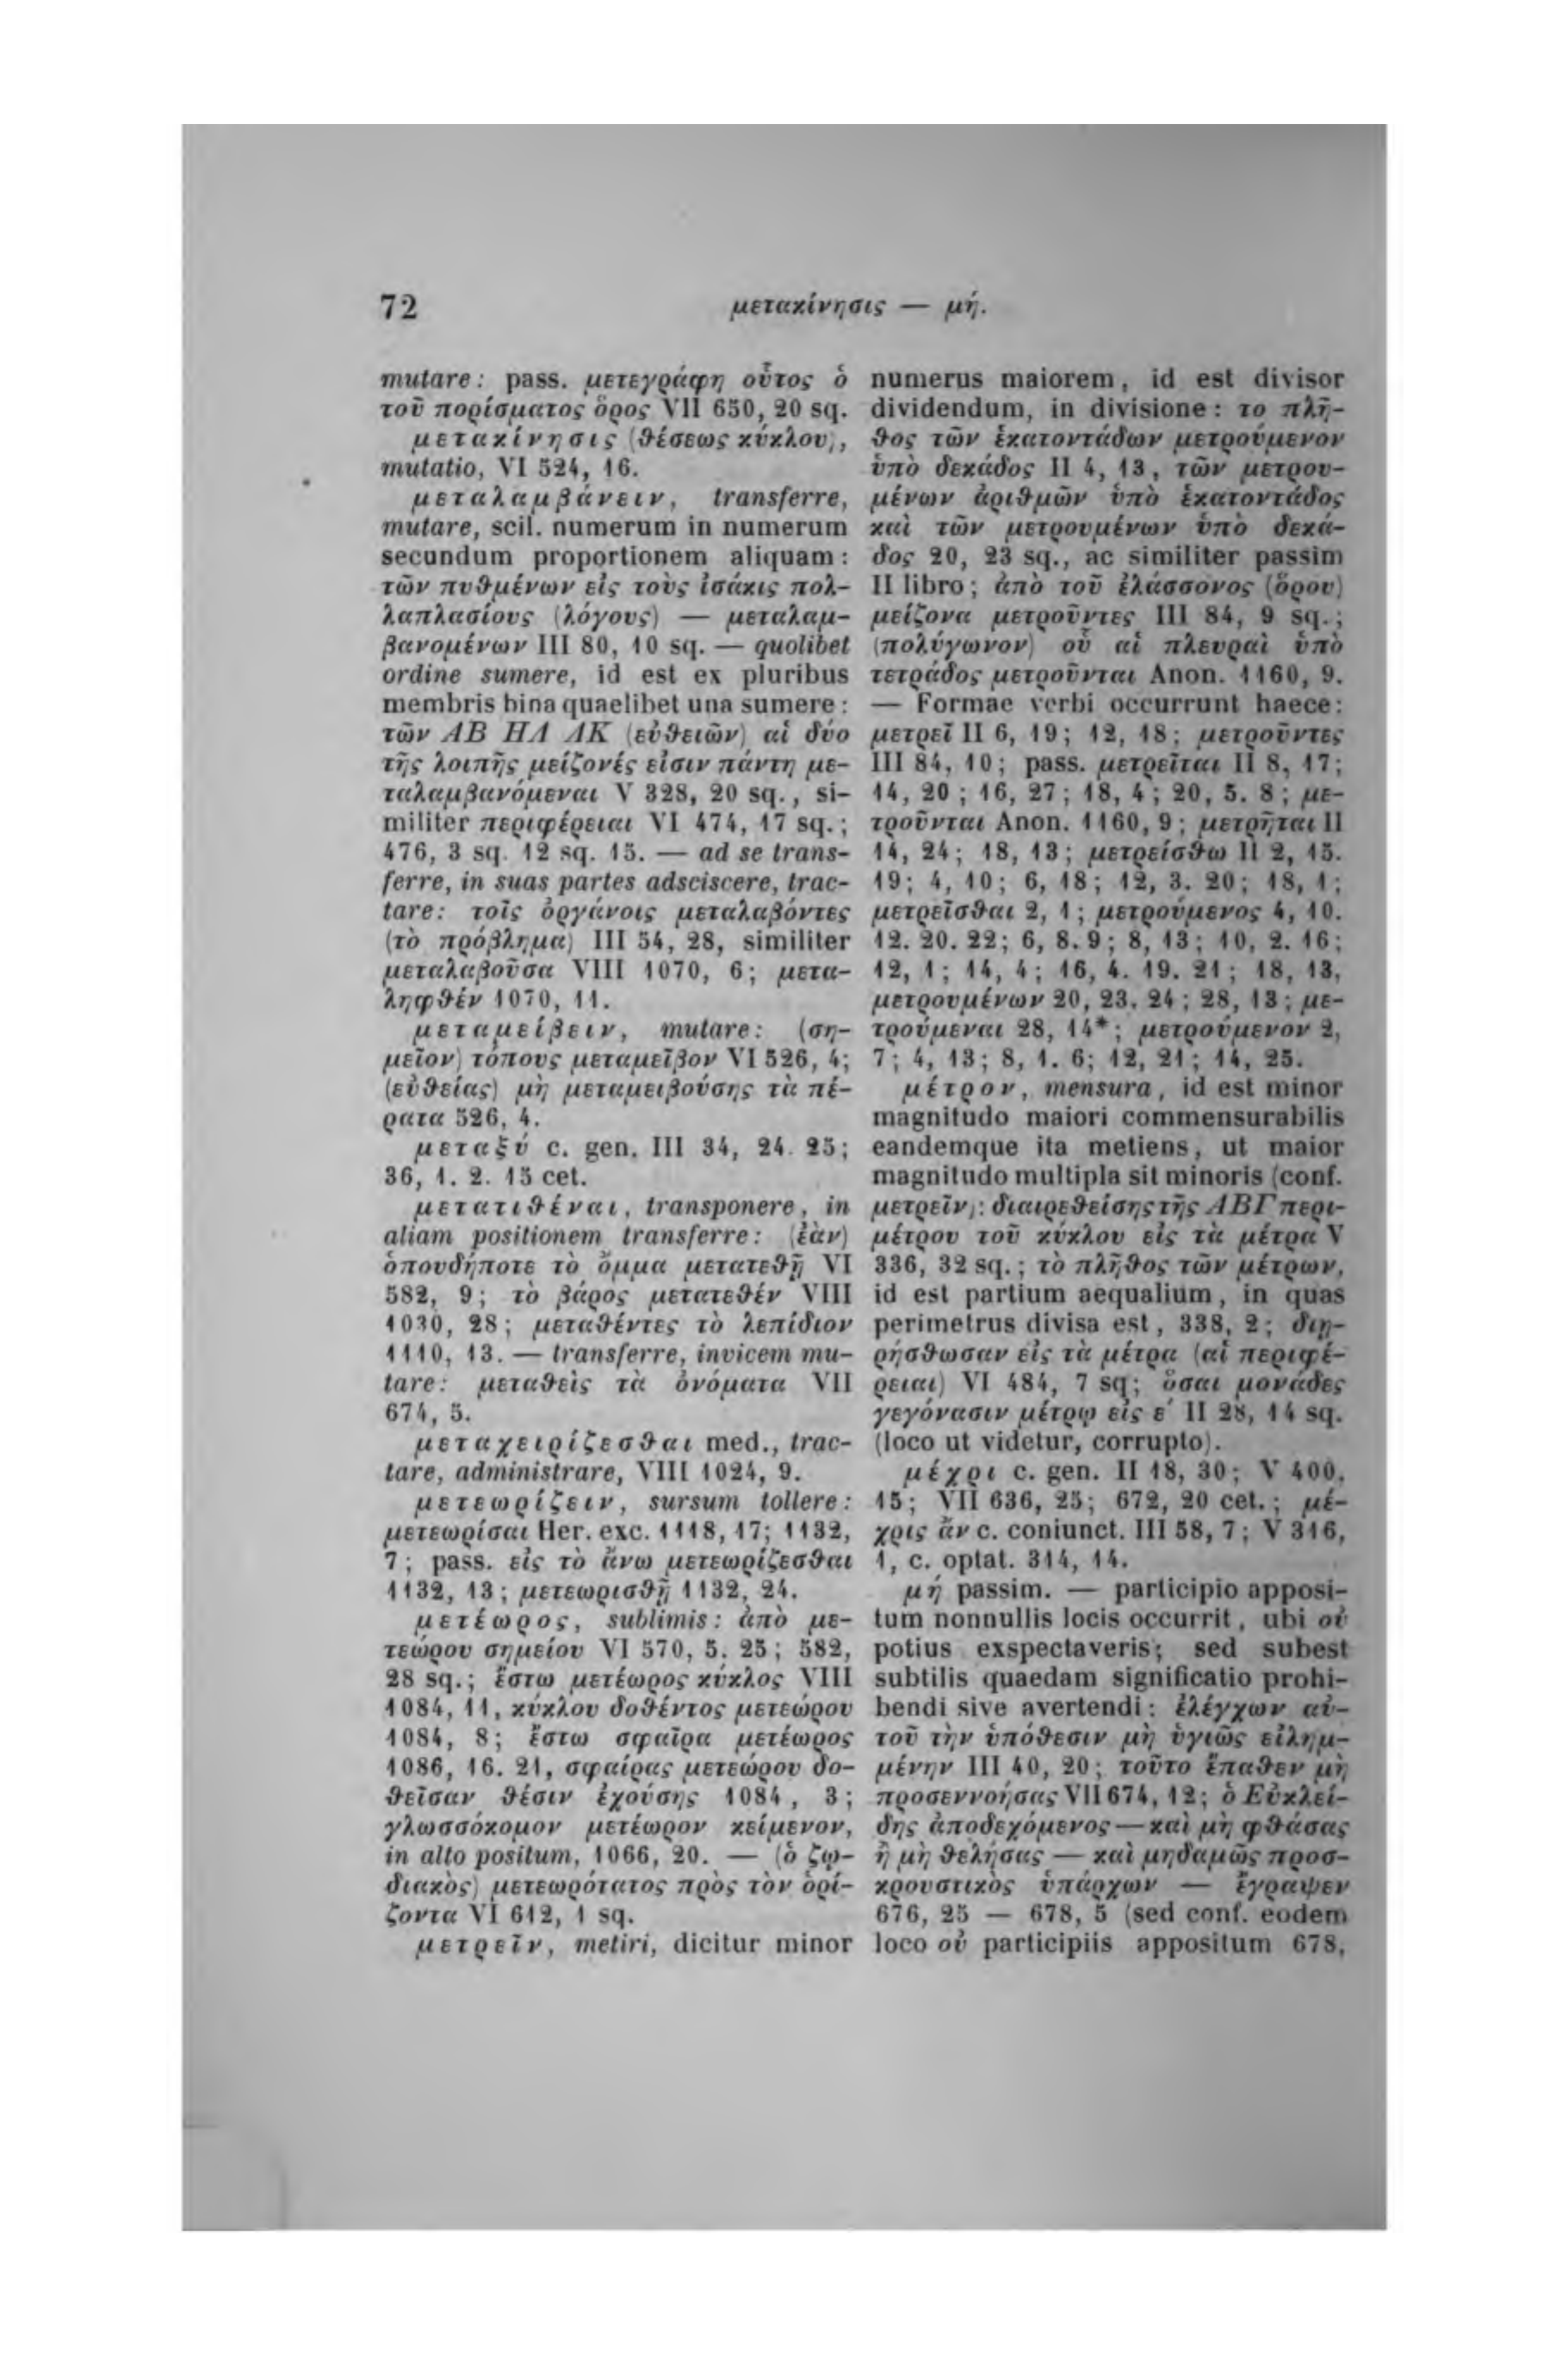 72 μετακίνησις — μή.
mutare: pass. μετεγράφη οὗτος ὁ
τοῦ πορίσματος ὅρος VII 650, 20 sq.
μετακίνησις (θέσεως κύκλου),
mutatio, VI 524, 16.
μεταλαμβάνειν, transferre,
mutare, scil. numerum in numerum
secundum proportionem aliquam:
τῶν πυθμένων εἰς τοὺς ἰσάκις πολ-
λαπλασίους (λόγους) — μεταλαμ-
βανομένων III 80, 10 sq. — quolibet
ordine sumere, id est ex pluribus
membris bina quaelibet una sumere:
τῶν ΑΒ ΗΛ ΛΚ (εὐθειῶν) αἱ δύο
τῆς λοιπῆς μείζονές εἰσιν πάντη με-
ταλαμβανόμεναι V 328, 20 sq., si-
militer περιφέρειαι VI 474, 17 sq.;
476, 3 sq. 12 sq. 15. — ad se trans-
ferre, in suas partes adsciscere, trac-
tare: τοῖς ὀργάνοις μεταλαβόντες
(τὸ πρόβλημα) III 54, 28, similiter
μεταλαβοῦσα VIII 1070, 6; μετα-
ληφθέν 1070, 11.
μεταμείβειν, mutare: (ση-
μεῖον) τόπους μεταμεῖβον VI 526, 4;
(εὐθείας) μὴ μεταμειβούσης τὰ πέ-
ρατα 526, 4.
μεταξύ c. gen. III 34, 24. 25;
36, 1. 2. 15 cet.
μετατιθέναι, transponere, in
aliam positionem transferre: (ἐὰν)
ὁπουδήποτε τὸ ὄμμα μετατεθῇ VI
582, 9; τὸ βάρος μετατεθέν VIII
1030, 28; μεταθέντες τὸ λεπίδιον
1110, 13. — transferre, invicem mu-
tare: μεταθεὶς τὰ ὀνόματα VII
674, 5.
μεταχειρίζεσθαι med., trac-
tare, administrare, VIII 1024, 9.
μετεωρίζειν, sursum tollere:
μετεωρίσαι Her. exc. 1118, 17; 1132,
7; pass. εἰς τὸ ἄνω μετεωρίζεσθαι
1132, 13; μετεωρισθῇ 1132, 24.
μετέωρος, sublimis: ἀπὸ με-
τεώρου σημείου VI 570, 5. 25; 582,
28 sq.; ἔστω μετέωρος κύκλος VIII
1084, 11, κύκλου δοθέντος μετεώρου
1084, 8; ἔστω σφαῖρα μετέωρος
1086, 16. 21, σφαίρας μετεώρου δο-
θεῖσαν θέσιν ἐχούσης 1084, 3;
γλωσσόκομον μετέωρον κείμενον,
in alto positum, 1066, 20. — (ὁ ζῳ-
διακὸς) μετεωρότατος πρὸς τὸν ὁρί-
ζοντα VI 612, 1 sq.
μετρεῖν, metiri, dicitur minor
numerus maiorem, id est divisor
dividendum, in divisione: το πλῆ-
θος τῶν ἑκατοντάδων μετρούμενον
ὑπὸ δεκάδος II 4, 13, τῶν μετρου-
μένων ἀριθμῶν ὑπὸ ἑκατοντάδος
καὶ τῶν μετρουμένων ὑπὸ δεκά-
δος 20, 23 sq., ac similiter passim
II libro; ἀπὸ τοῦ ἐλάσσονος (ὅρου)
μείζονα μετροῦντες III 84, 9 sq.;
(πολύγωνον) οὗ αἱ πλευραὶ ὑπὸ
τετράδος μετροῦνται Anon. 1160, 9.
— Formae verbi occurrunt haece:
μετρεῖ II 6, 19; 12, 18; μετροῦντες
III 84, 10; pass. μετρεῖται II 8, 17;
14, 20; 16, 27; 18, 4; 20, 5. 8; με-
τροῦνται Anon. 1160, 9; μετρῆται II
14, 24; 18, 13; μετρείσθω II 2, 15.
19; 4, 10; 6, 18; 12, 3. 20; 18, 1;
μετρεῖσθαι 2, 1; μετρούμενος 4, 10.
12. 20. 22; 6, 8. 9; 8, 13; 10, 2. 16;
12, 1; 14, 4; 16, 4. 19. 21; 18, 13,
μετρουμένων 20, 23. 24; 28, 13; με-
τρούμεναι 28, 14*; μετρούμενον 2,
7; 4, 13; 8, 1. 6; 12, 21; 14, 25.
μέτρον, mensura, id est minor
magnitudo maiori commensurabilis
eandemque ita metiens, ut maior
magnitudo multipla sit minoris (conf.
μετρεῖν): διαιρεθείσης τῆς ΑΒΓ περι-
μέτρου τοῦ κύκλου εἰς τὰ μέτρα V
336, 32 sq.; τὸ πλῆθος τῶν μέτρων,
id est partium aequalium, in quas
perimetrus divisa est, 338, 2; διῃ-
ρήσθωσαν εἰς τὰ μέτρα (αἱ περιφέ-
ρειαι) VI 484, 7 sq; ὅσαι μονάδες
γεγόνασιν μέτρῳ εἰς ε′ II 28, 14 sq.
(loco ut videtur, corrupto).
μέχρι c. gen. II 18, 30; V 400,
15; VII 636, 25; 672, 20 cet.; μέ-
χρις ἄν c. coniunct. III 58, 7; V 316,
1, c. optat. 314, 14.
μή passim. — participio apposi-
tum nonnullis locis occurrit, ubi οὐ
potius exspectaveris; sed subest
subtilis quaedam significatio prohi-
bendi sive avertendi: ἐλέγχων αὐ-
τοῦ τὴν ὑπόθεσιν μὴ ὑγιῶς εἰλημ-
μένην III 40, 20; τοῦτο ἔπαθεν μὴ
προσεννοήσας VII 674, 12; ὁ Εὐκλεί-
δης ἀποδεχόμενος — καὶ μὴ φθάσας
ἢ μὴ θελήσας — καὶ μηδαμῶς προσ-
κρουστικὸς ὑπάρχων — ἔγραψεν
676, 25 — 678, 5 (sed conf. eodem
loco οὐ participiis appositum 678,